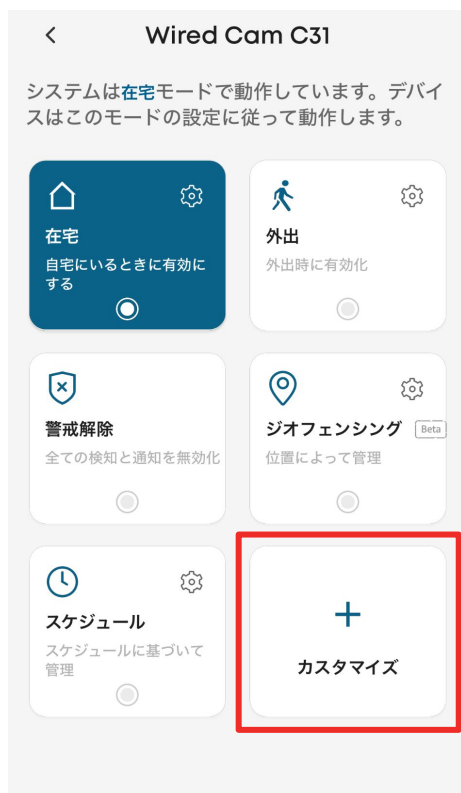 Wired Cam C31
システムは在宅モードで動作しています。デバイ
スはこのモードの設定に従って動作します。
在宅
自宅にいるときに有効に
する
外出
外出時に有効化
警戒解除
全ての検知と通知を無効化
ジオフェンシング Beta
位置によって管理
スケジュール
スケジュールに基づいて
管理
カスタマイズ